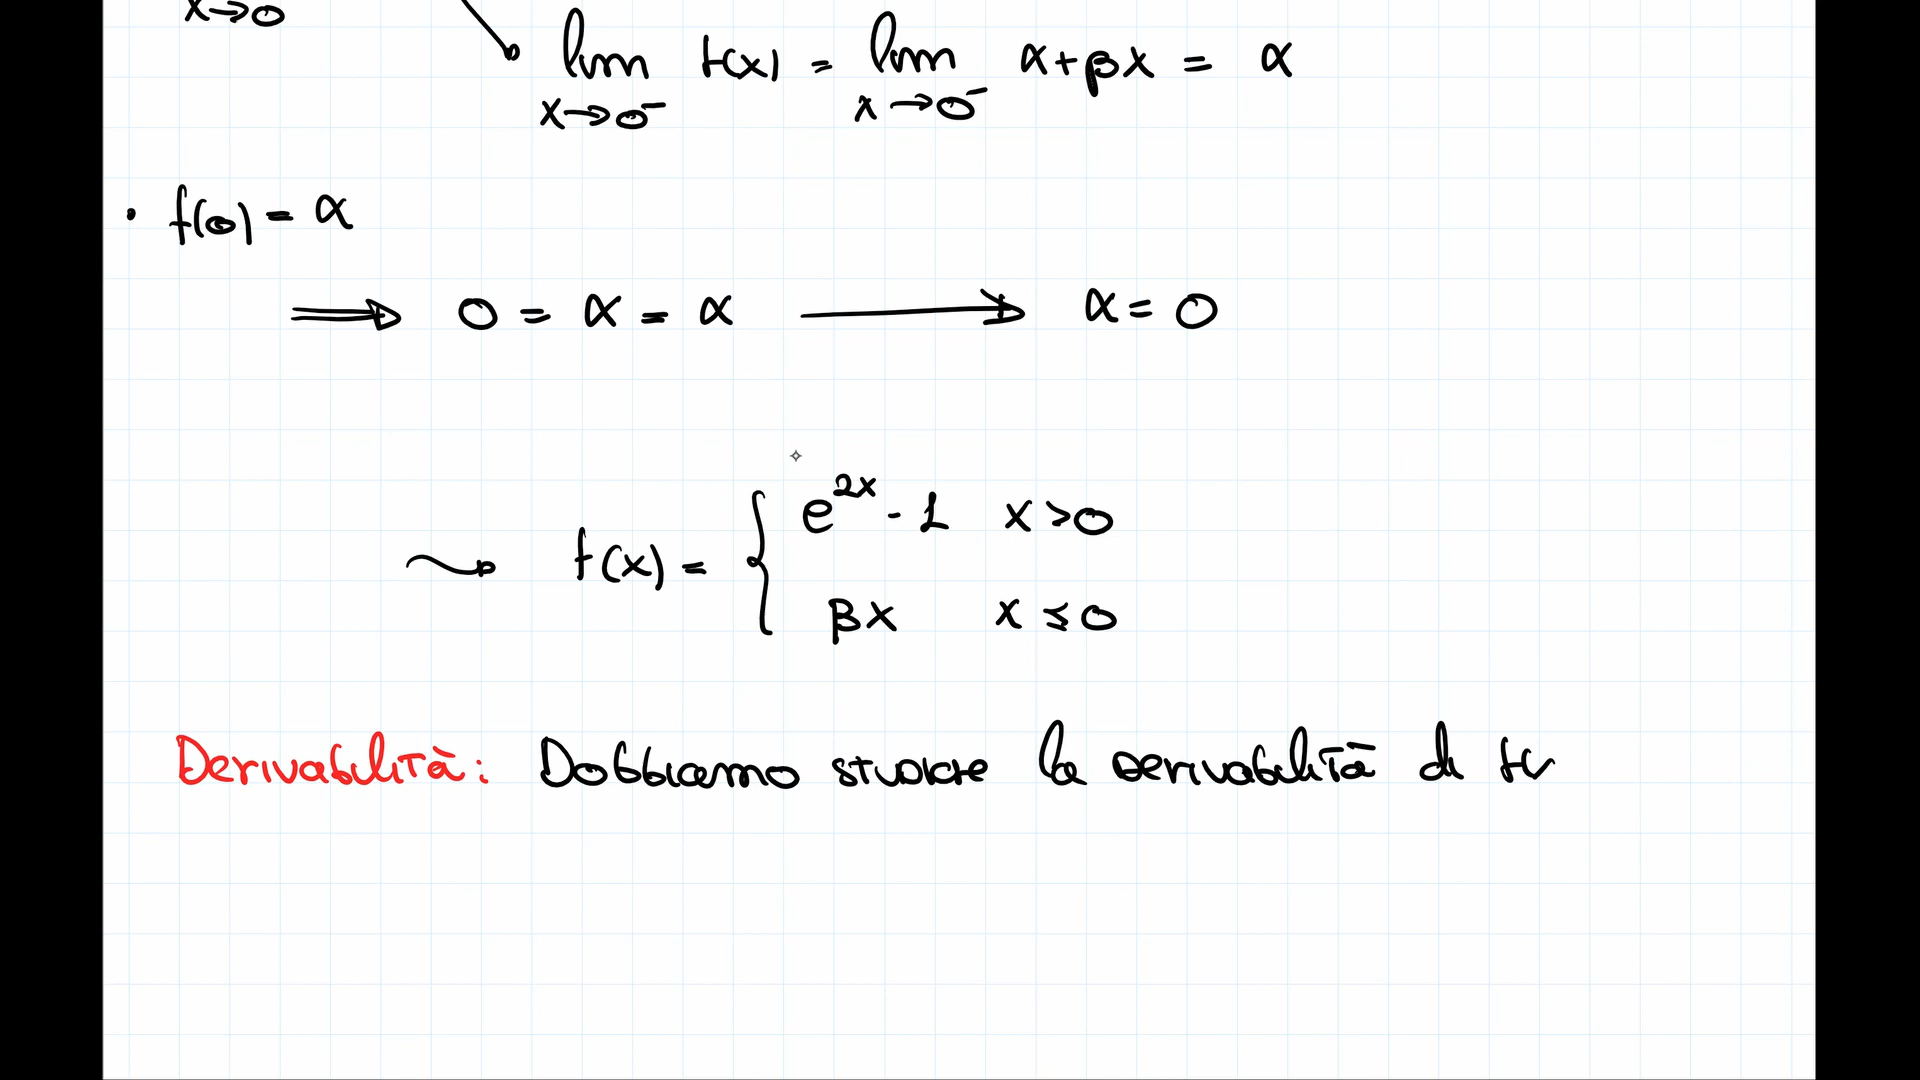 x→0
lim f(x) = lim α+βx = α
x→0⁻ x→0⁻
• f(0) = α
⟹ 0 = α = α ⟶ α = 0
⇝ f(x) = { e^{2x} - 1 x>0
βx x≤0
Derivabilità: Dobbiamo studiare la derivabilità di f(